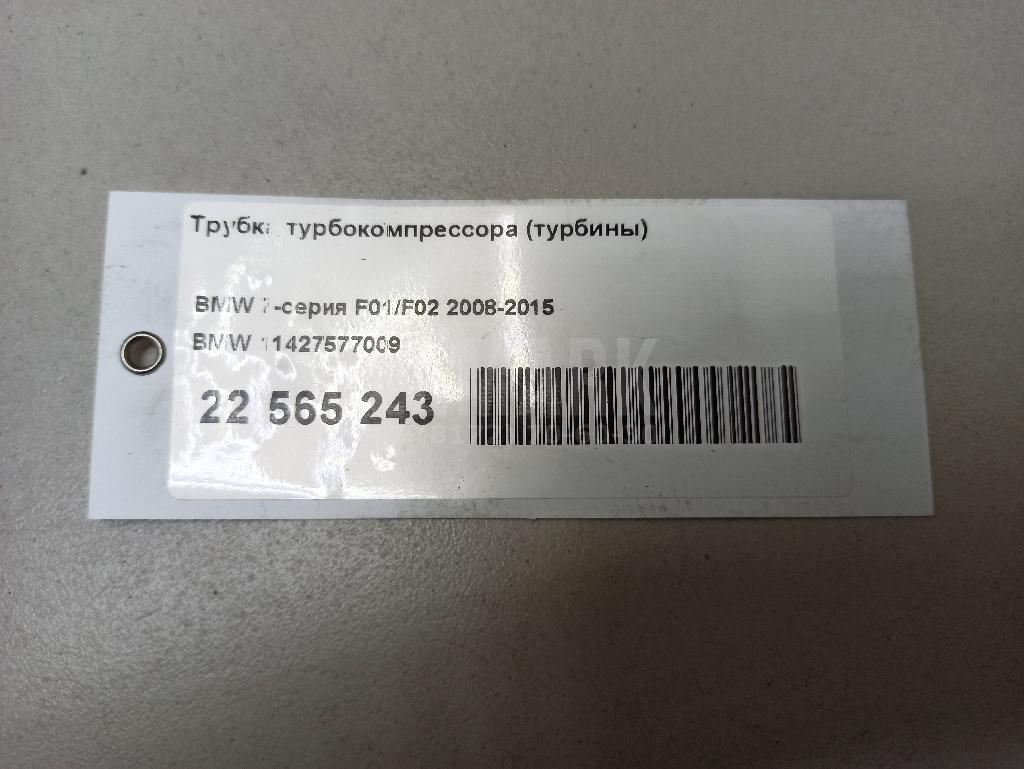 Трубка турбокомпрессора (турбины)
BMW 7-серия F01/F02 2008-2015
BMW 11427577009
22 565 243